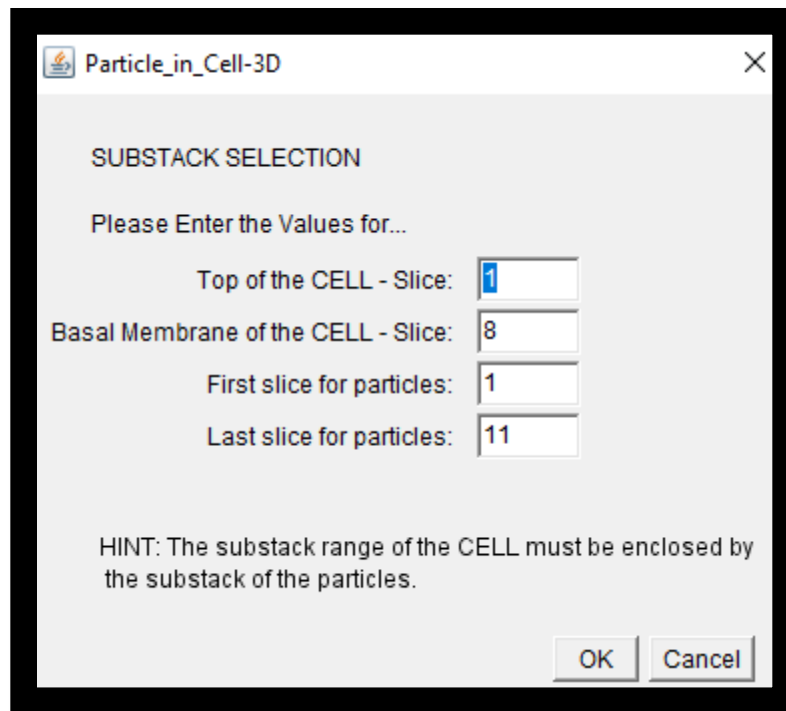 Particle_in_Cell-3D
SUBSTACK SELECTION
Please Enter the Values for...
Top of the CELL - Slice: 1
Basal Membrane of the CELL - Slice: 8
First slice for particles: 1
Last slice for particles: 11
HINT: The substack range of the CELL must be enclosed by
the substack of the particles.
OK Cancel